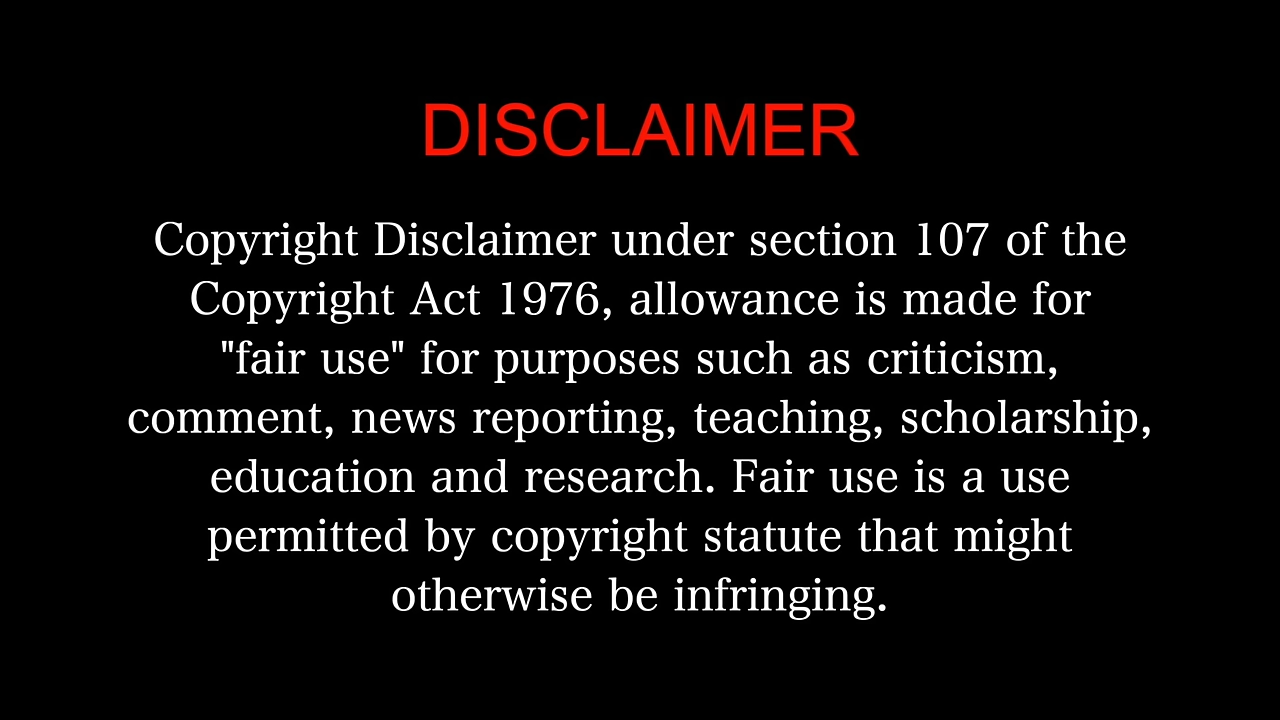 DISCLAIMER
Copyright Disclaimer under section 107 of the
Copyright Act 1976, allowance is made for
"fair use" for purposes such as criticism,
comment, news reporting, teaching, scholarship,
education and research. Fair use is a use
permitted by copyright statute that might
otherwise be infringing.